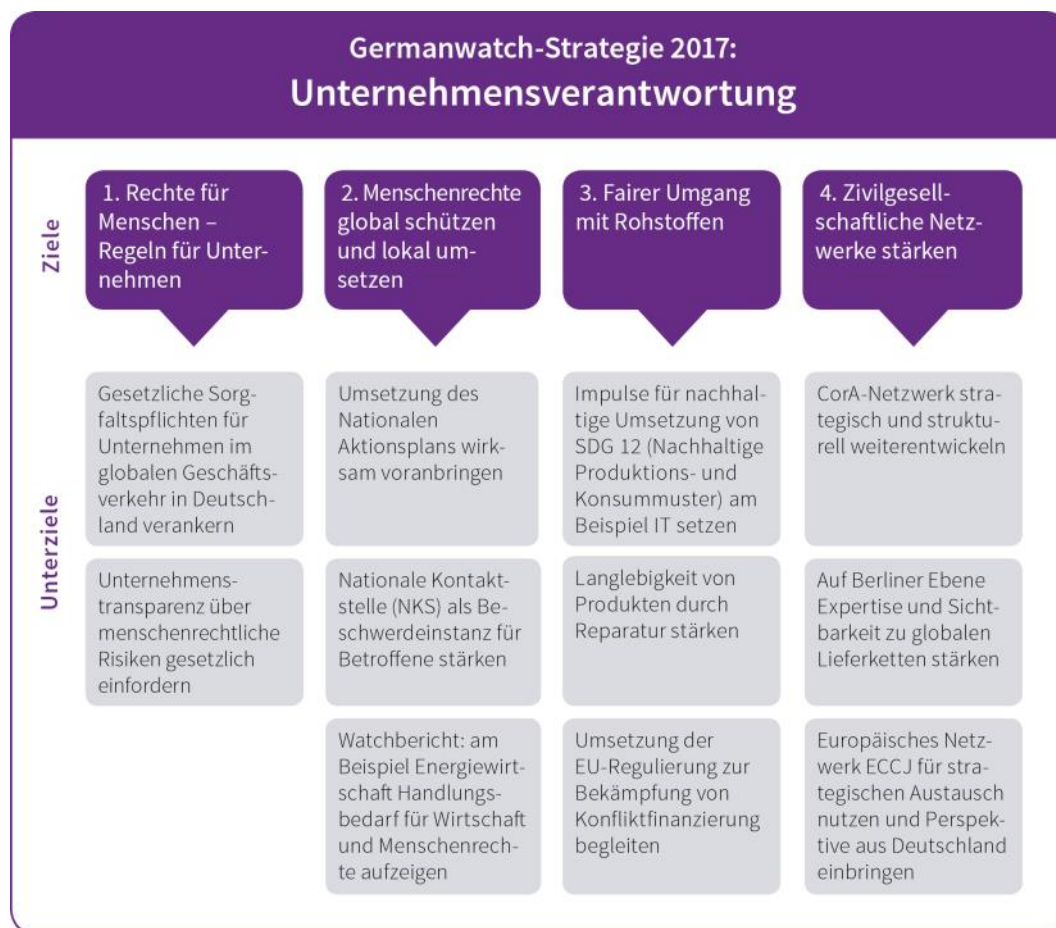 Germanwatch-Strategie 2017:
Unternehmensverantwortung
Ziele
1. Rechte für
Menschen –
Regeln für Unter-
nehmen
2. Menschenrechte
global schützen
und lokal um-
setzen
3. Fairer Umgang
mit Rohstoffen
4. Zivilgesell-
schaftliche Netz-
werke stärken
Unterziele
Gesetzliche Sorg-
faltspflichten für
Unternehmen im
globalen Geschäfts-
verkehr in Deutsch-
land verankern
Umsetzung des
Nationalen
Aktionsplans wirk-
sam voranbringen
Impulse für nachhal-
tige Umsetzung von
SDG 12 (Nachhaltige
Produktions- und
Konsummuster) am
Beispiel IT setzen
CorA-Netzwerk stra-
tegisch und struktu-
rell weiterentwickeln
Unternehmens-
transparenz über
menschenrechtliche
Risiken gesetzlich
einfordern
Nationale Kontakt-
stelle (NKS) als Be-
schwerdeinstanz für
Betroffene stärken
Langlebigkeit von
Produkten durch
Reparatur stärken
Auf Berliner Ebene
Expertise und Sicht-
barkeit zu globalen
Lieferketten stärken
Watchbericht: am
Beispiel Energiewirt-
schaft Handlungs-
bedarf für Wirtschaft
und Menschenrech-
te aufzeigen
Umsetzung der
EU-Regulierung zur
Bekämpfung von
Konfliktfinanzierung
begleiten
Europäisches Netz-
werk ECCJ für stra-
tegischen Austausch
nutzen und Perspek-
tive aus Deutschland
einbringen